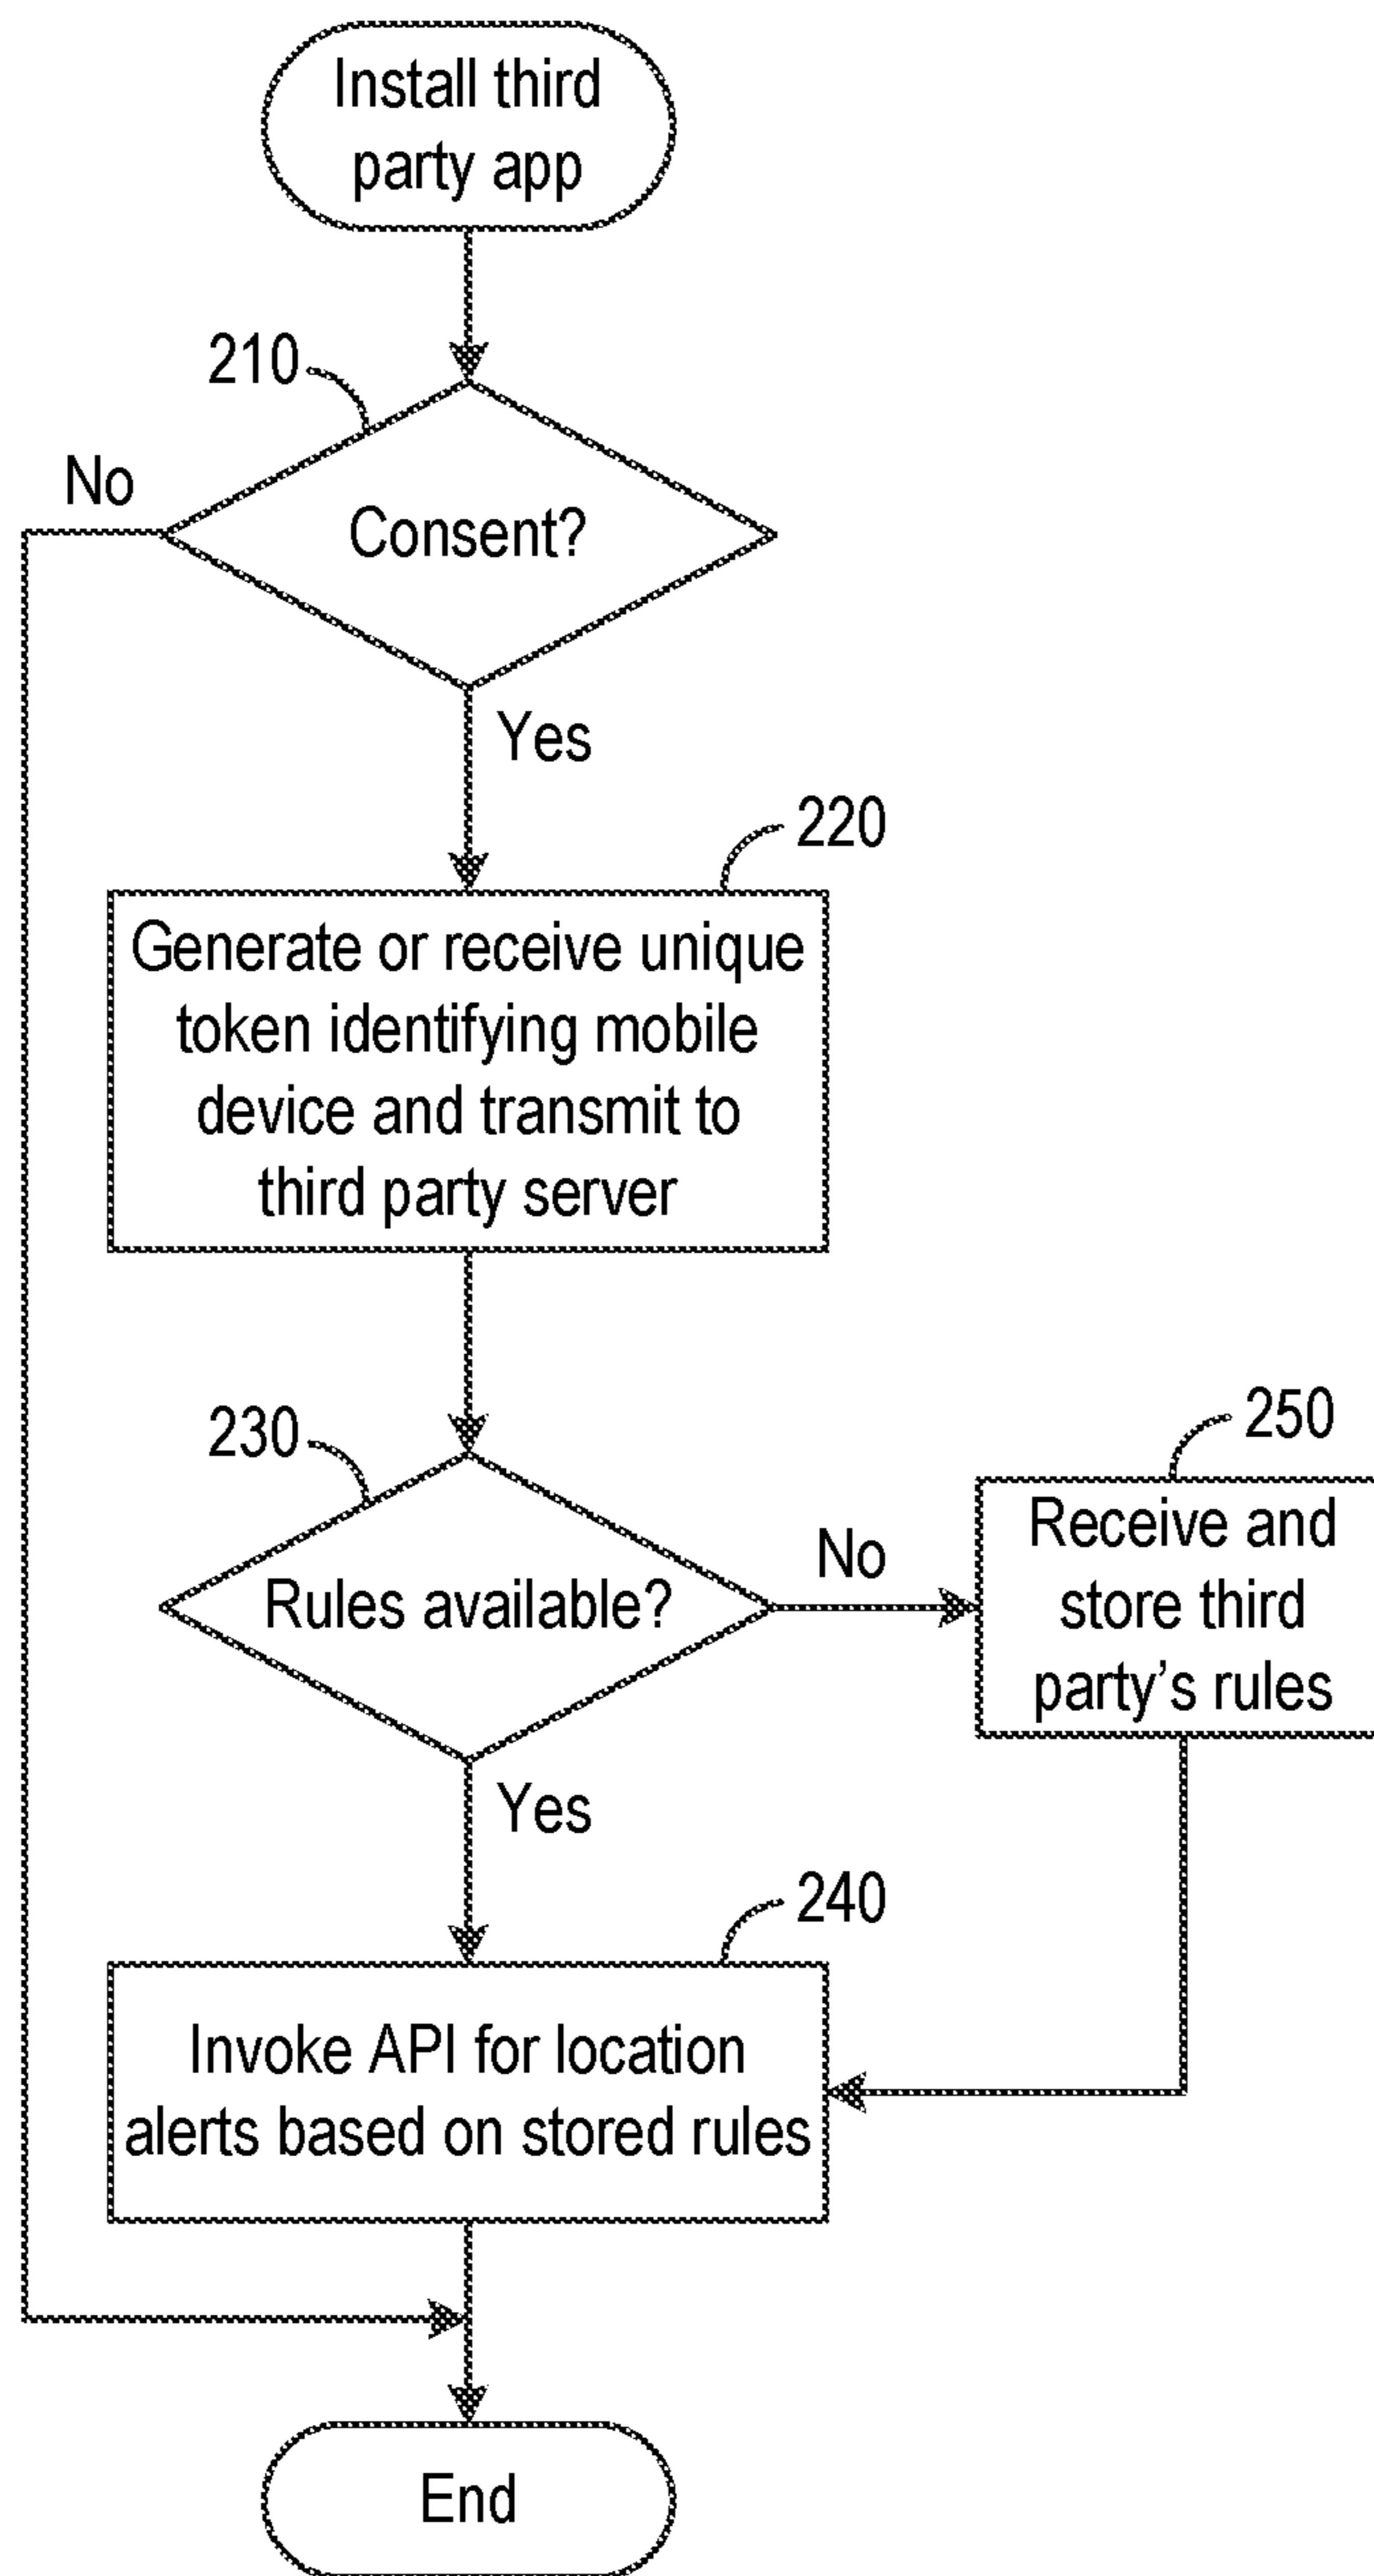 Install third
party app
210
No
Consent?
Yes
220
Generate or receive unique
token identifying mobile
device and transmit to
third party server
230
Rules available?
No
250
Receive and
store third
party’s rules
Yes
240
Invoke API for location
alerts based on stored rules
End